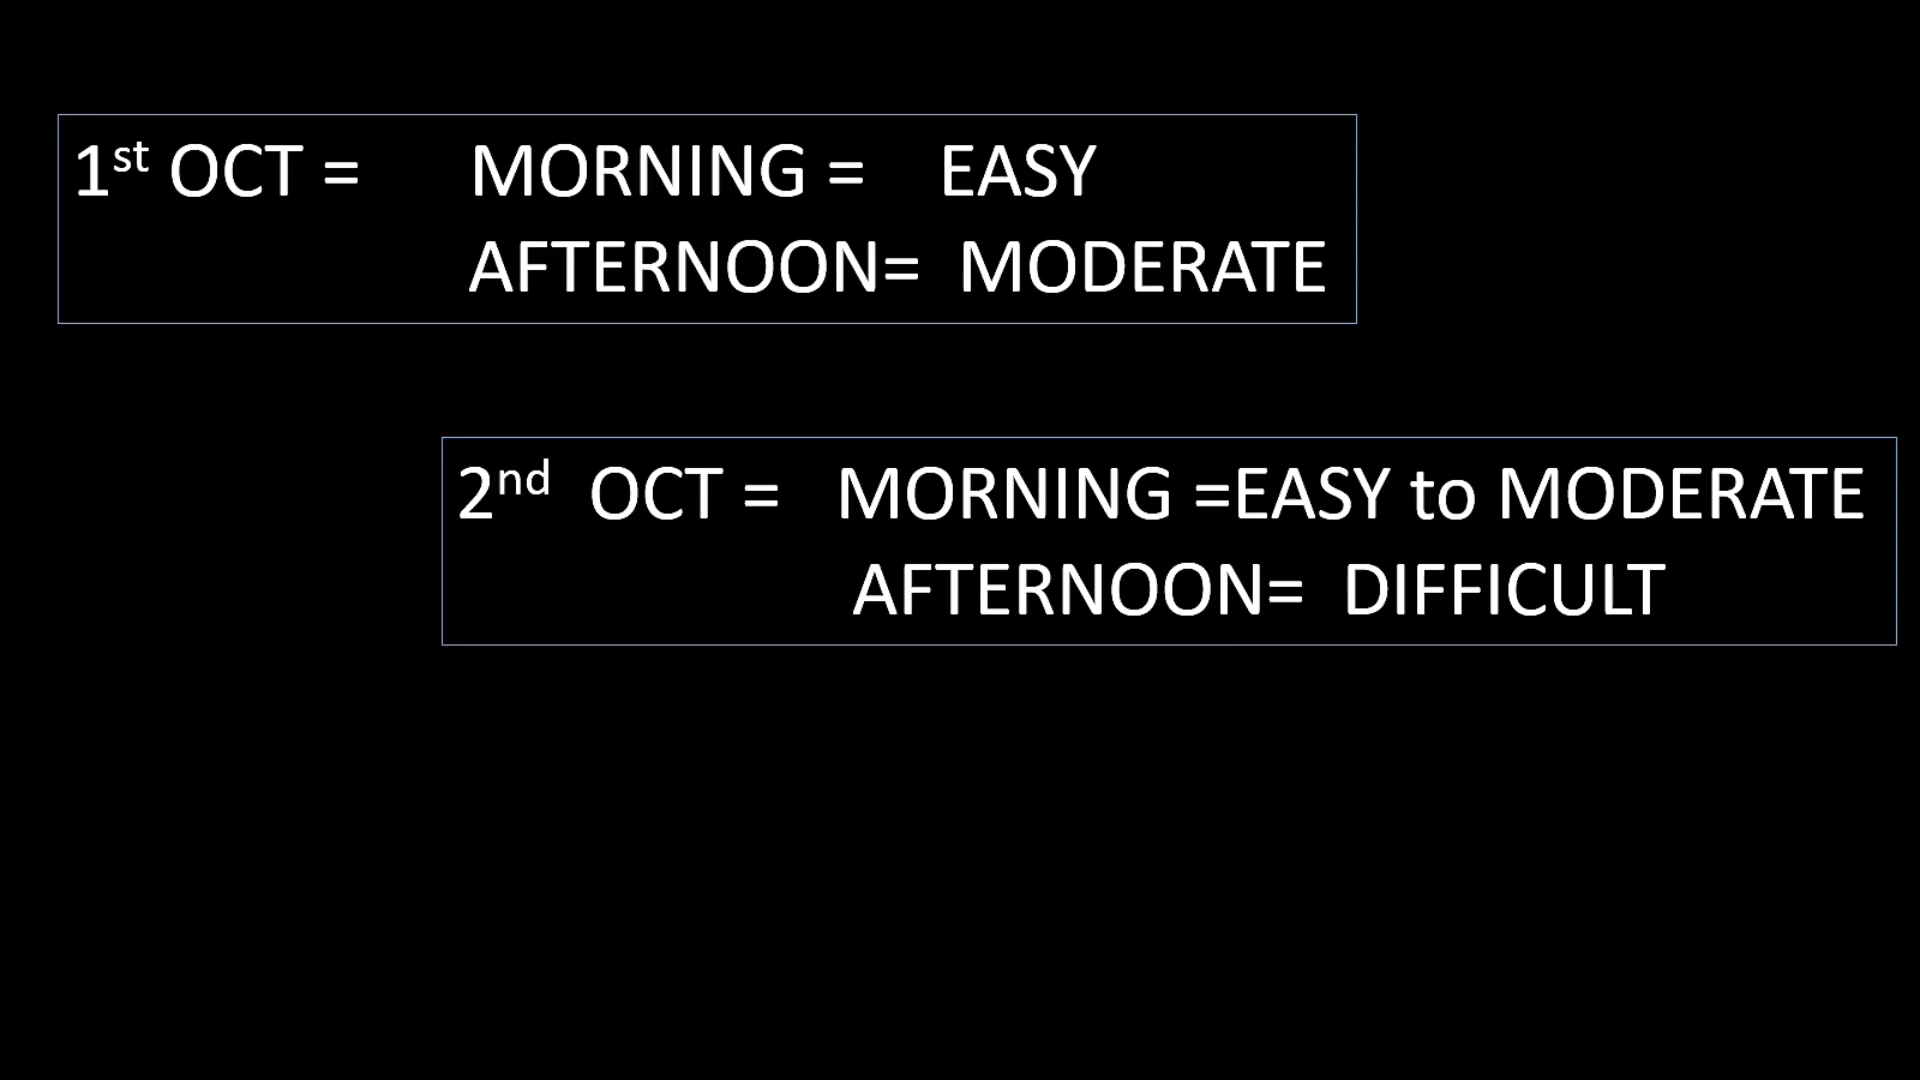 1st OCT = MORNING = EASY
AFTERNOON= MODERATE
2nd OCT = MORNING =EASY to MODERATE
AFTERNOON= DIFFICULT